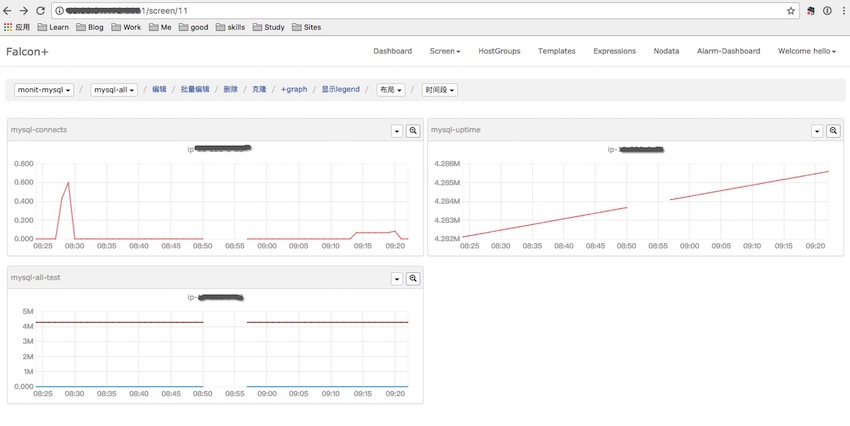 1/screen/11
应用 Learn Blog Work Me good skills Study Sites
Falcon+ Dashboard Screen HostGroups Templates Expressions Nodata Alarm-Dashboard Welcome hello
monit-mysql / mysql-all / 编辑 / 批量编辑 / 删除 / 克隆 / +graph / 显示legend / 布局 / 时间段
mysql-connects
ip-
0.800
0.600
0.400
0.200
0.000
08:25 08:30 08:35 08:40 08:45 08:50 08:55 09:00 09:05 09:10 09:15 09:20
mysql-uptime
ip-
4.286M
4.285M
4.284M
4.283M
4.282M
08:25 08:30 08:35 08:40 08:45 08:50 08:55 09:00 09:05 09:10 09:15 09:20
mysql-all-test
ip-
5M
4M
3M
2M
1M
0.000
08:25 08:30 08:35 08:40 08:45 08:50 08:55 09:00 09:05 09:10 09:15 09:20